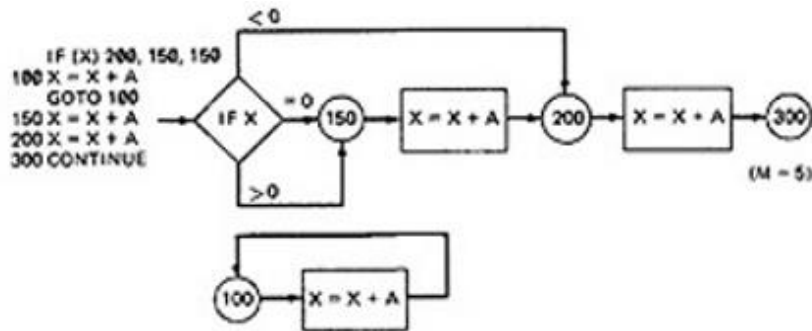 <0
IF (X) 200, 150, 150
100 X = X + A
GOTO 100
150 X = X + A
200 X = X + A
300 CONTINUE
IF X
= 0
150
X = X + A
200
X = X + A
300
(M = 5)
>0
100
X = X + A